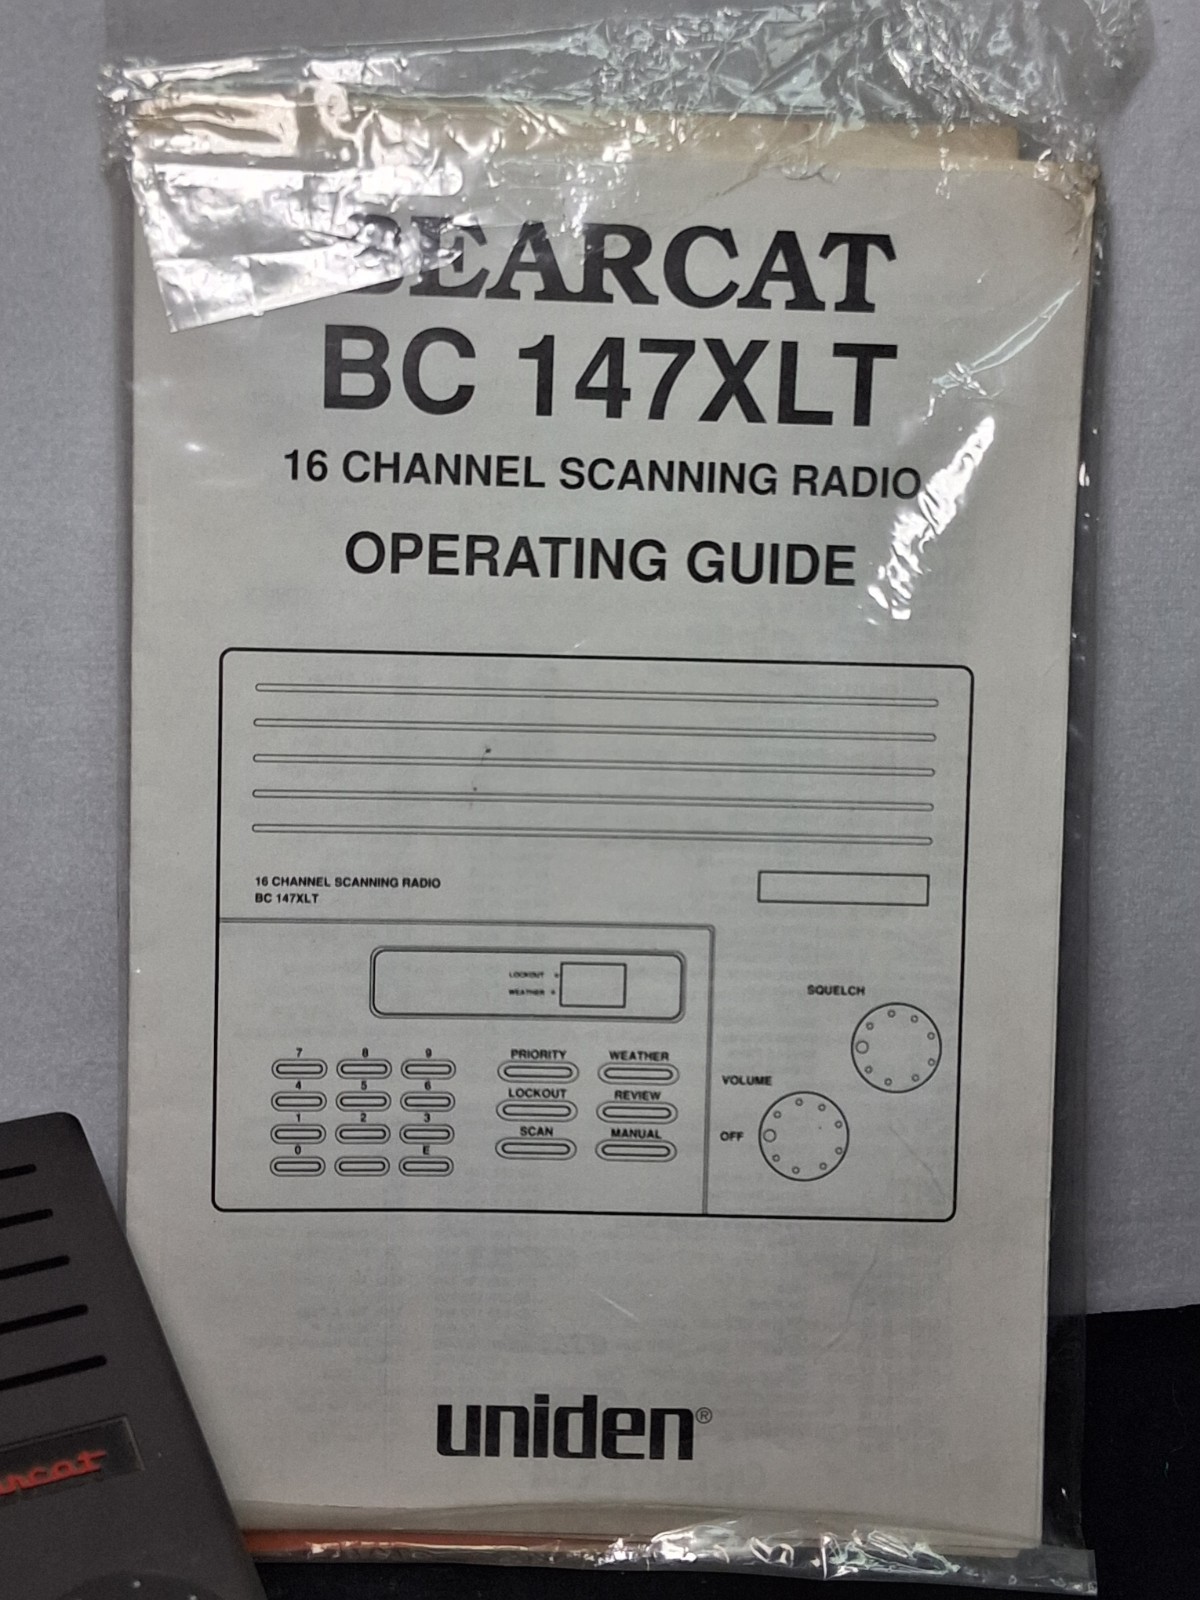 BEARCAT
BC 147XLT
16 CHANNEL SCANNING RADIO
OPERATING GUIDE
16 CHANNEL SCANNING RADIO
BC 147XLT
LOCKOUT
WEATHER
SQUELCH
7 8 9 PRIORITY WEATHER
VOLUME
4 5 6 LOCKOUT REVIEW
1 2 3 SCAN MANUAL OFF
0 E
uniden®